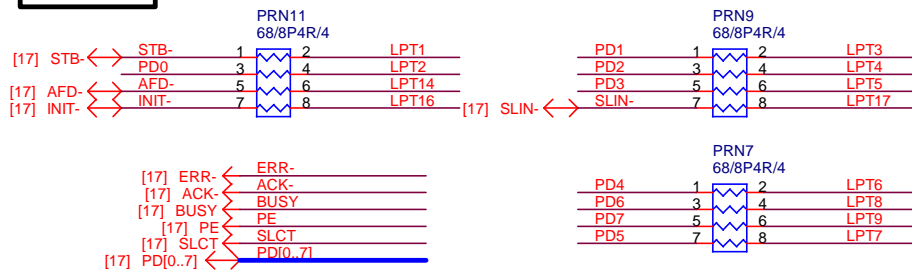 PRN11
68/8P4R/4
[17] STB- STB- 1 2 LPT1
PD0 3 4 LPT2
[17] AFD- AFD- 5 6 LPT14
[17] INIT- INIT- 7 8 LPT16
PRN9
68/8P4R/4
PD1 1 2 LPT3
PD2 3 4 LPT4
PD3 5 6 LPT5
[17] SLIN- SLIN- 7 8 LPT17
[17] ERR- ERR-
[17] ACK- ACK-
[17] BUSY BUSY
[17] PE PE
[17] SLCT SLCT
[17] PD[0..7] PD[0..7]
PRN7
68/8P4R/4
PD4 1 2 LPT6
PD6 3 4 LPT8
PD7 5 6 LPT9
PD5 7 8 LPT7